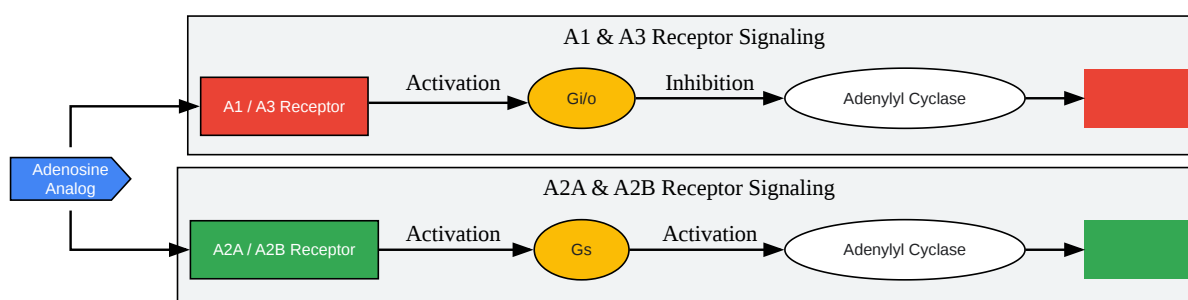 A1 & A3 Receptor Signaling
Activation
Inhibition
A1 / A3 Receptor
Gi/o
Adenylyl Cyclase
Adenosine
Analog
A2A & A2B Receptor Signaling
Activation
Activation
A2A / A2B Receptor
Gs
Adenylyl Cyclase